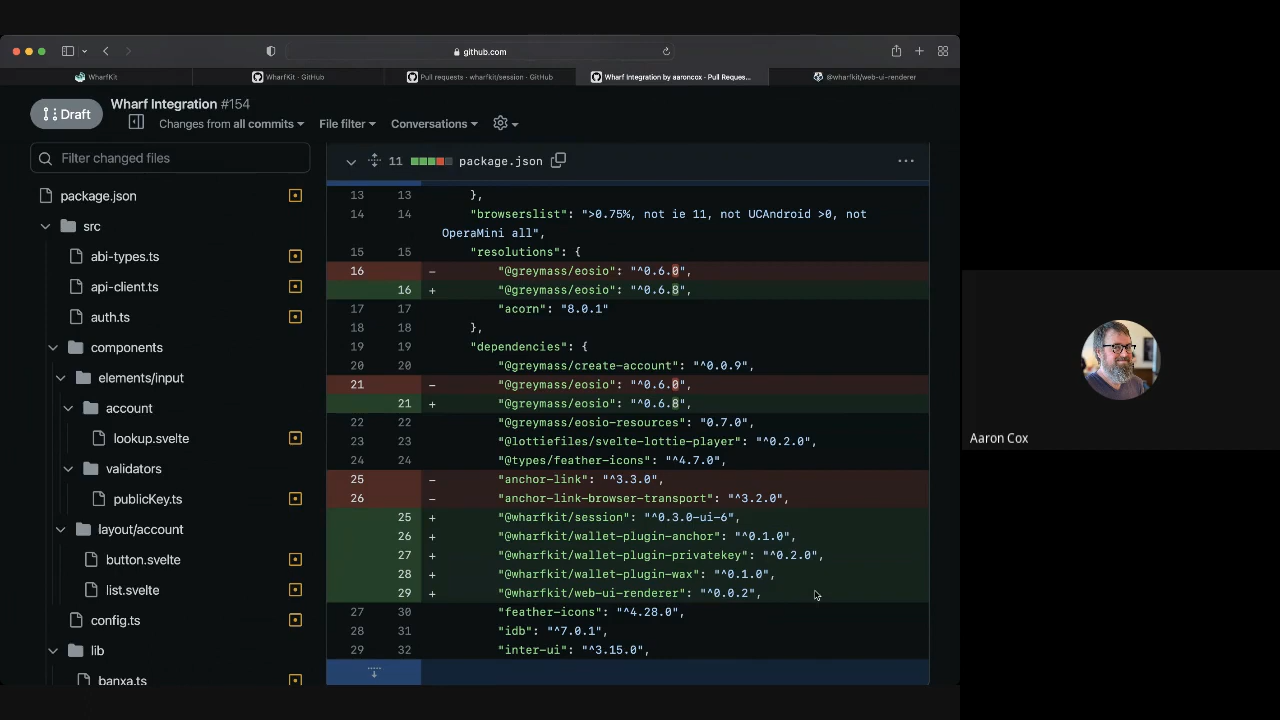 github.com
WharfKit
WharfKit · GitHub
Pull requests · wharfkit/session · GitHub
Wharf Integration by aaroncox · Pull Reques...
@wharfkit/web-ui-renderer
Draft
Wharf Integration #154
Changes from all commits
File filter
Conversations
Filter changed files
package.json
src
abi-types.ts
api-client.ts
auth.ts
components
elements/input
account
lookup.svelte
validators
publicKey.ts
layout/account
button.svelte
list.svelte
config.ts
lib
banxa.ts
11 package.json
13 13 },
14 14 "browserslist": ">0.75%, not ie 11, not UCAndroid >0, not
OperaMini all",
15 15 "resolutions": {
16 - "@greymass/eosio": "^0.6.0",
16 + "@greymass/eosio": "^0.6.8",
17 17 "acorn": "8.0.1"
18 18 },
19 19 "dependencies": {
20 20 "@greymass/create-account": "^0.0.9",
21 - "@greymass/eosio": "^0.6.0",
21 + "@greymass/eosio": "^0.6.8",
22 22 "@greymass/eosio-resources": "0.7.0",
23 23 "@lottiefiles/svelte-lottie-player": "^0.2.0",
24 24 "@types/feather-icons": "^4.7.0",
25 - "anchor-link": "^3.3.0",
26 - "anchor-link-browser-transport": "^3.2.0",
25 + "@wharfkit/session": "^0.3.0-ui-6",
26 + "@wharfkit/wallet-plugin-anchor": "^0.1.0",
27 + "@wharfkit/wallet-plugin-privatekey": "^0.2.0",
28 + "@wharfkit/wallet-plugin-wax": "^0.1.0",
29 + "@wharfkit/web-ui-renderer": "^0.0.2",
27 30 "feather-icons": "^4.28.0",
28 31 "idb": "^7.0.1",
29 32 "inter-ui": "^3.15.0",
Aaron Cox